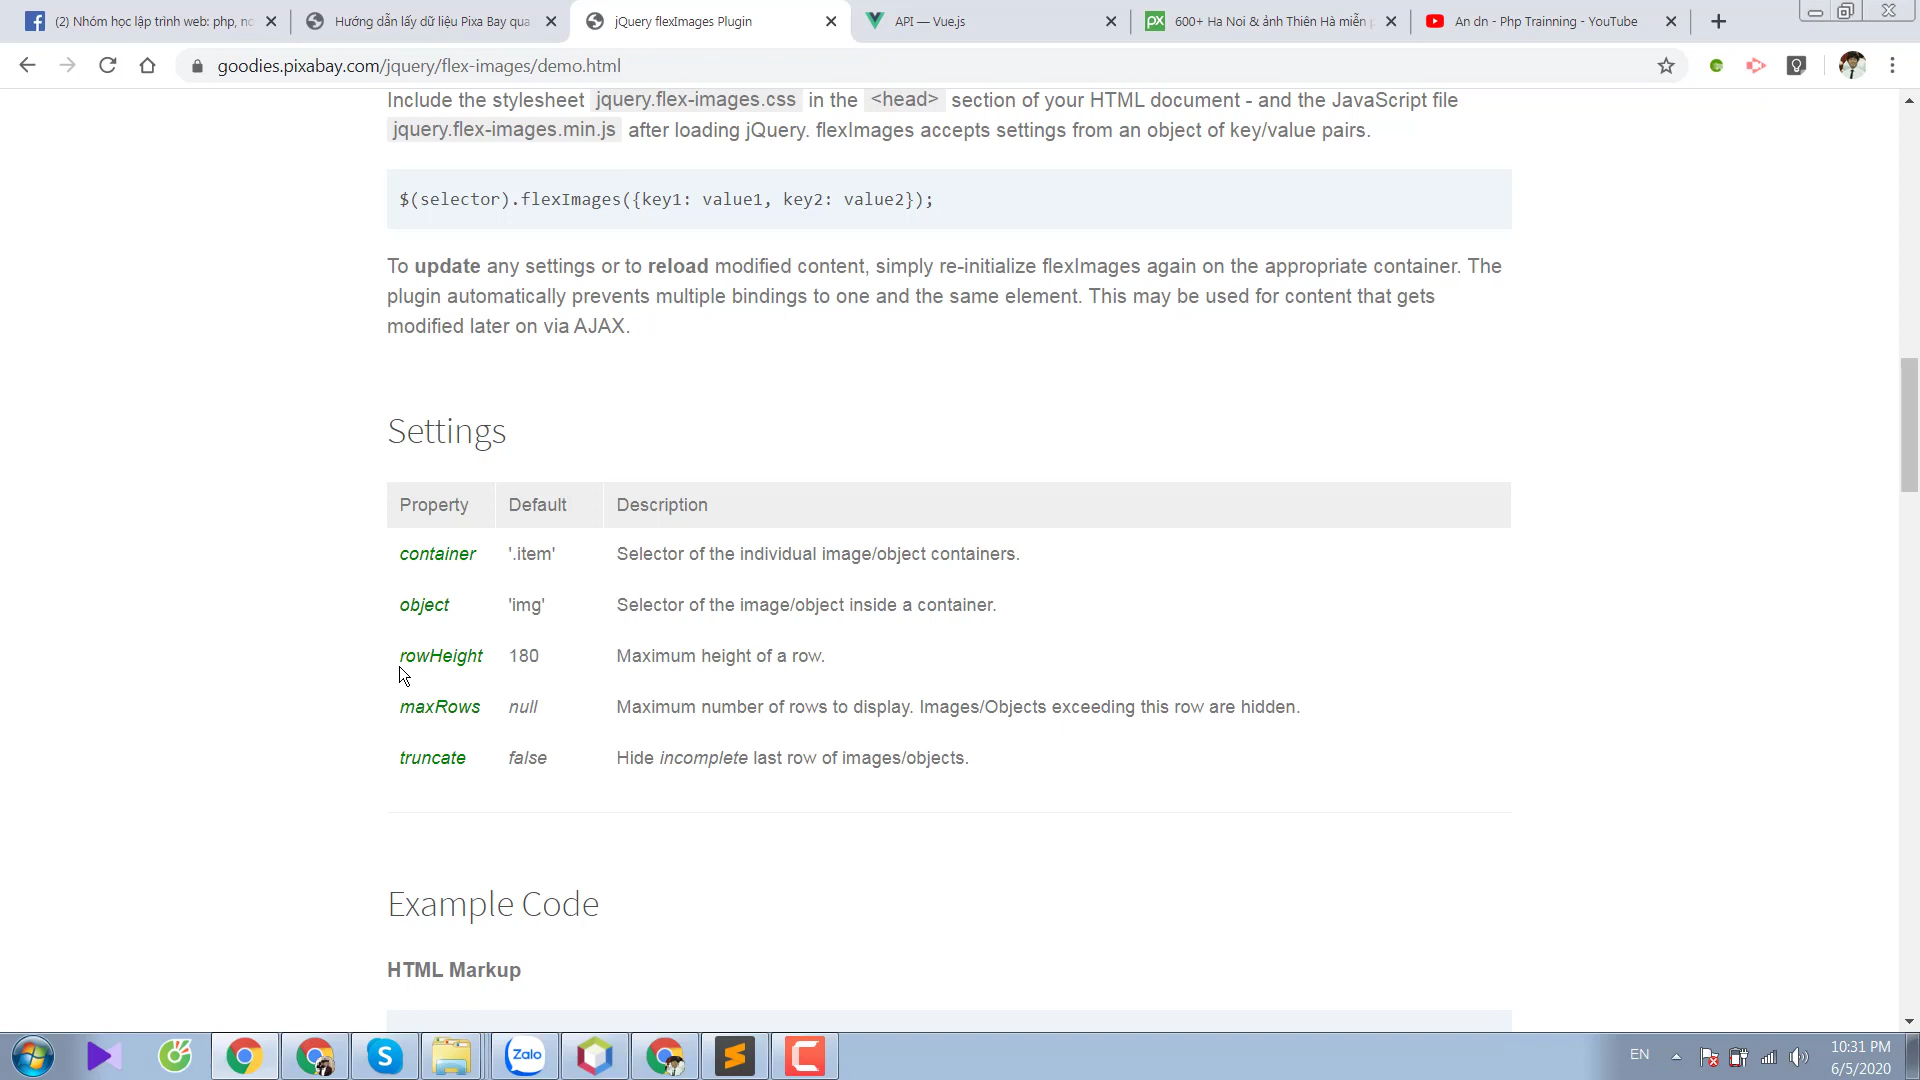 (2) Nhóm học lập trình web: php, no
Hướng dẫn lấy dữ liệu Pixa Bay qua
jQuery flexImages Plugin
API — Vue.js
px 600+ Ha Noi & ảnh Thiên Hà miễn p
An dn - Php Trainning - YouTube
goodies.pixabay.com/jquery/flex-images/demo.html
Include the stylesheet jquery.flex-images.css in the <head> section of your HTML document - and the JavaScript file
jquery.flex-images.min.js after loading jQuery. flexImages accepts settings from an object of key/value pairs.
$(selector).flexImages({key1: value1, key2: value2});
To update any settings or to reload modified content, simply re-initialize flexImages again on the appropriate container. The
plugin automatically prevents multiple bindings to one and the same element. This may be used for content that gets
modified later on via AJAX.
Settings
Property Default Description
container '.item' Selector of the individual image/object containers.
object 'img' Selector of the image/object inside a container.
rowHeight 180 Maximum height of a row.
maxRows null Maximum number of rows to display. Images/Objects exceeding this row are hidden.
truncate false Hide incomplete last row of images/objects.
Example Code
HTML Markup
Zalo
EN
10:31 PM
6/5/2020